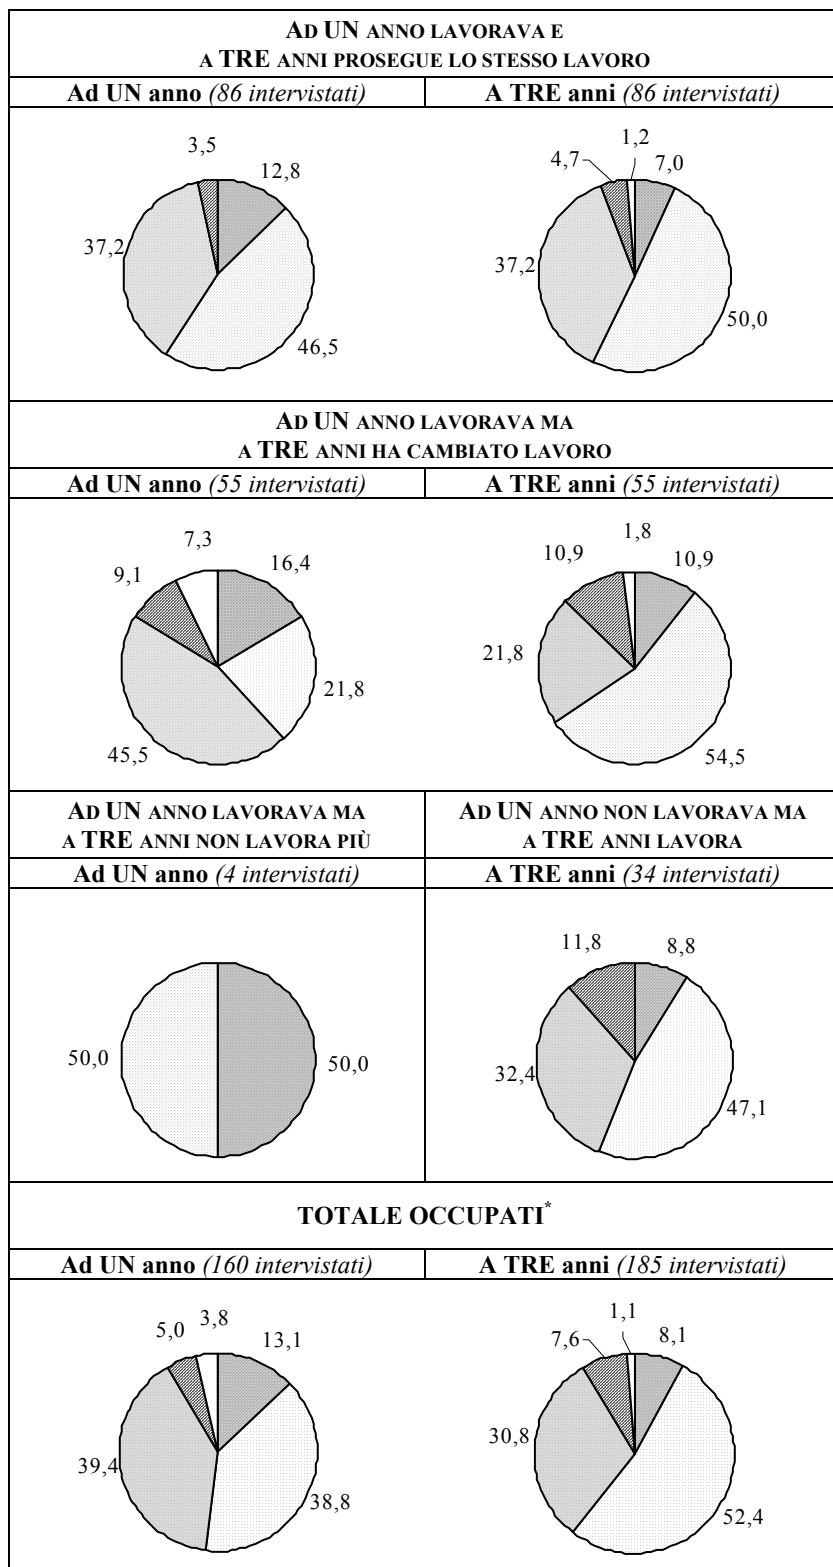 AD UN ANNO LAVORAVA E
A TRE ANNI PROSEGUE LO STESSO LAVORO
Ad UN anno (86 intervistati)
A TRE anni (86 intervistati)
3,5
12,8
37,2
46,5
1,2
4,7
7,0
37,2
50,0
AD UN ANNO LAVORAVA MA
A TRE ANNI HA CAMBIATO LAVORO
Ad UN anno (55 intervistati)
A TRE anni (55 intervistati)
7,3
16,4
9,1
21,8
45,5
1,8
10,9
10,9
21,8
54,5
AD UN ANNO LAVORAVA MA
A TRE ANNI NON LAVORA PIÙ
AD UN ANNO NON LAVORAVA MA
A TRE ANNI LAVORA
Ad UN anno (4 intervistati)
A TRE anni (34 intervistati)
50,0
50,0
11,8
8,8
32,4
47,1
TOTALE OCCUPATI*
Ad UN anno (160 intervistati)
A TRE anni (185 intervistati)
3,8
5,0
13,1
39,4
38,8
1,1
7,6
8,1
30,8
52,4